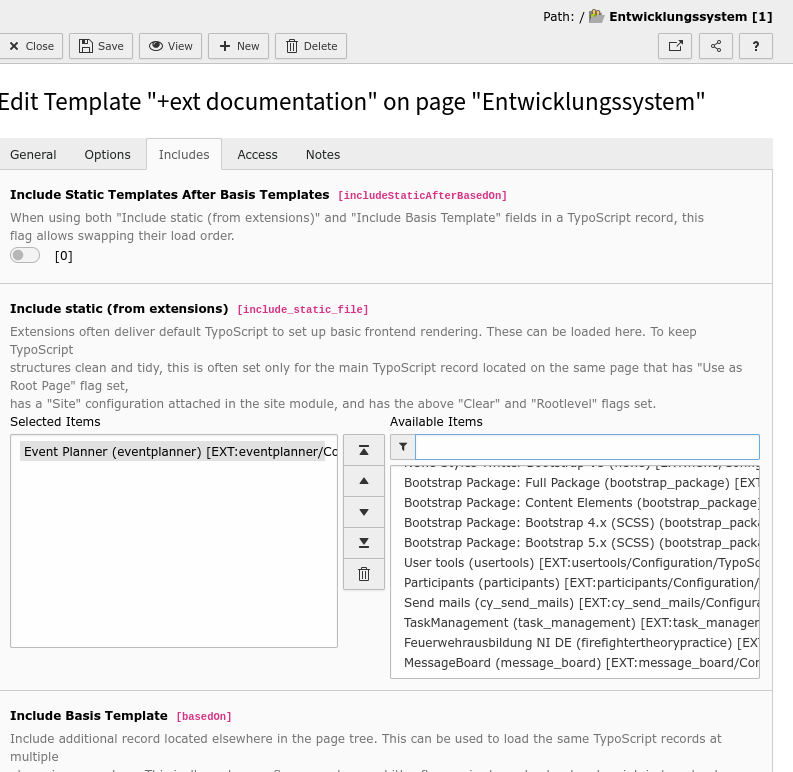 Path: / Entwicklungssystem [1]
Close Save View New Delete ?
Edit Template "+ext documentation" on page "Entwicklungssystem"
General Options Includes Access Notes
Include Static Templates After Basis Templates [includeStaticAfterBasedOn]
When using both "Include static (from extensions)" and "Include Basis Template" fields in a TypoScript record, this
flag allows swapping their load order.
[0]
Include static (from extensions) [include_static_file]
Extensions often deliver default TypoScript to set up basic frontend rendering. These can be loaded here. To keep
TypoScript
structures clean and tidy, this is often set only for the main TypoScript record located on the same page that has "Use as
Root Page" flag set,
has a "Site" configuration attached in the site module, and has the above "Clear" and "Rootlevel" flags set.
Selected Items
Event Planner (eventplanner) [EXT:eventplanner/Co
Available Items
Bootstrap Package: Full Package (bootstrap_package) [EXT
Bootstrap Package: Content Elements (bootstrap_package)
Bootstrap Package: Bootstrap 4.x (SCSS) (bootstrap_packa
Bootstrap Package: Bootstrap 5.x (SCSS) (bootstrap_packa
User tools (usertools) [EXT:usertools/Configuration/TypoSc
Participants (participants) [EXT:participants/Configuration/
Send mails (cy_send_mails) [EXT:cy_send_mails/Configura
TaskManagement (task_management) [EXT:task_manager
Feuerwehrausbildung NI DE (firefightertheorypractice) [EXT
MessageBoard (message_board) [EXT:message_board/Con
Include Basis Template [basedOn]
Include additional record located elsewhere in the page tree. This can be used to load the same TypoScript records at
multiple